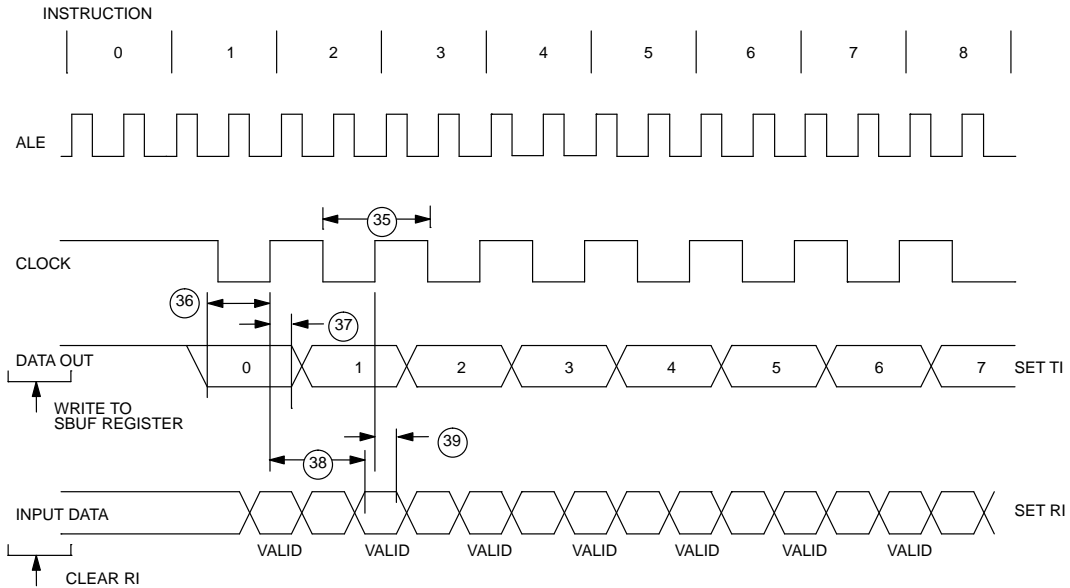 INSTRUCTION
0 1 2 3 4 5 6 7 8
ALE
35
CLOCK
36
37
DATA OUT 0 1 2 3 4 5 6 7 SET TI
WRITE TO
SBUF REGISTER
39
38
INPUT DATA SET RI
VALID VALID VALID VALID VALID VALID VALID
CLEAR RI